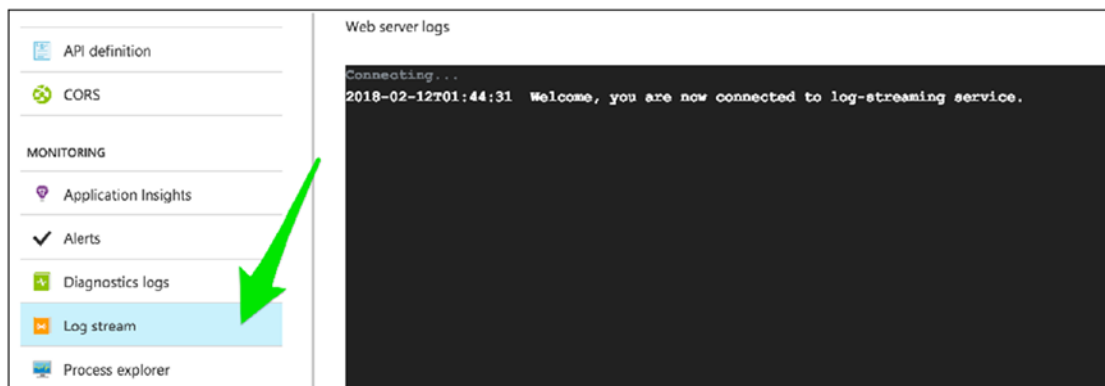 API definition
CORS
MONITORING
Application Insights
Alerts
Diagnostics logs
Log stream
Process explorer
Web server logs
Connecting...
2018-02-12T01:44:31  Welcome, you are now connected to log-streaming service.